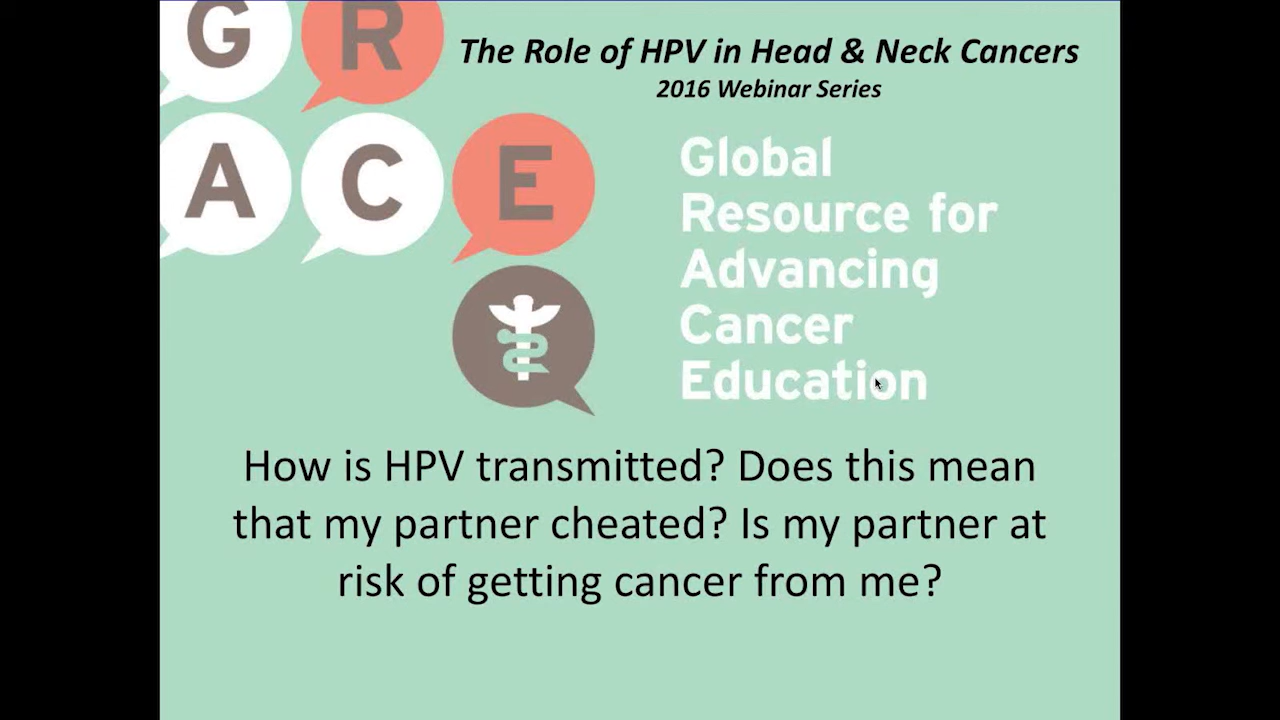 G R
The Role of HPV in Head & Neck Cancers
2016 Webinar Series
A C E
Global
Resource for
Advancing
Cancer
Education
How is HPV transmitted? Does this mean
that my partner cheated? Is my partner at
risk of getting cancer from me?